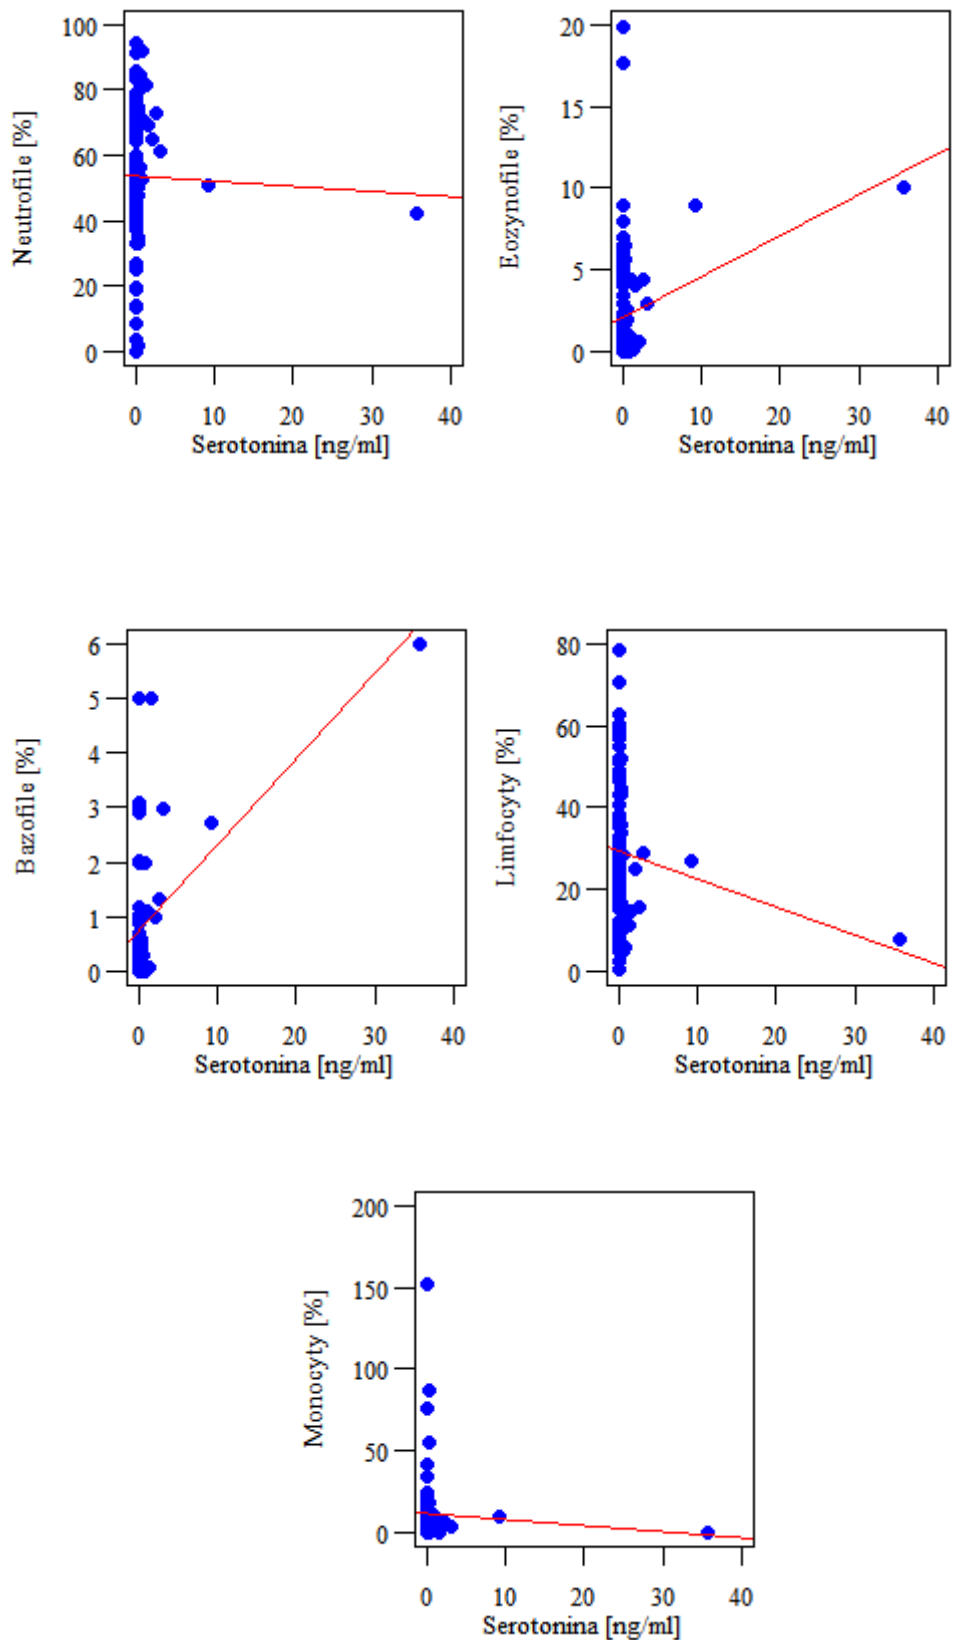 Neutrofile [%]
100
80
60
40
20
0
0 10 20 30 40
Serotonina [ng/ml]
Eozynofile [%]
20
15
10
5
0
0 10 20 30 40
Serotonina [ng/ml]
Bazofile [%]
6
5
4
3
2
1
0
0 10 20 30 40
Serotonina [ng/ml]
Limfocyty [%]
80
60
40
20
0
0 10 20 30 40
Serotonina [ng/ml]
Monocyty [%]
200
150
100
50
0
0 10 20 30 40
Serotonina [ng/ml]